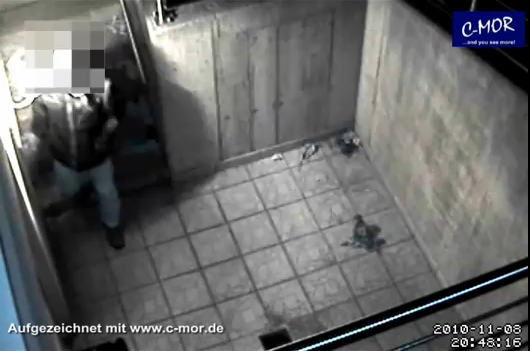 C-MOR
...and you see more!
Aufgezeichnet mit www.c-mor.de
2010-11-08
20:48:16